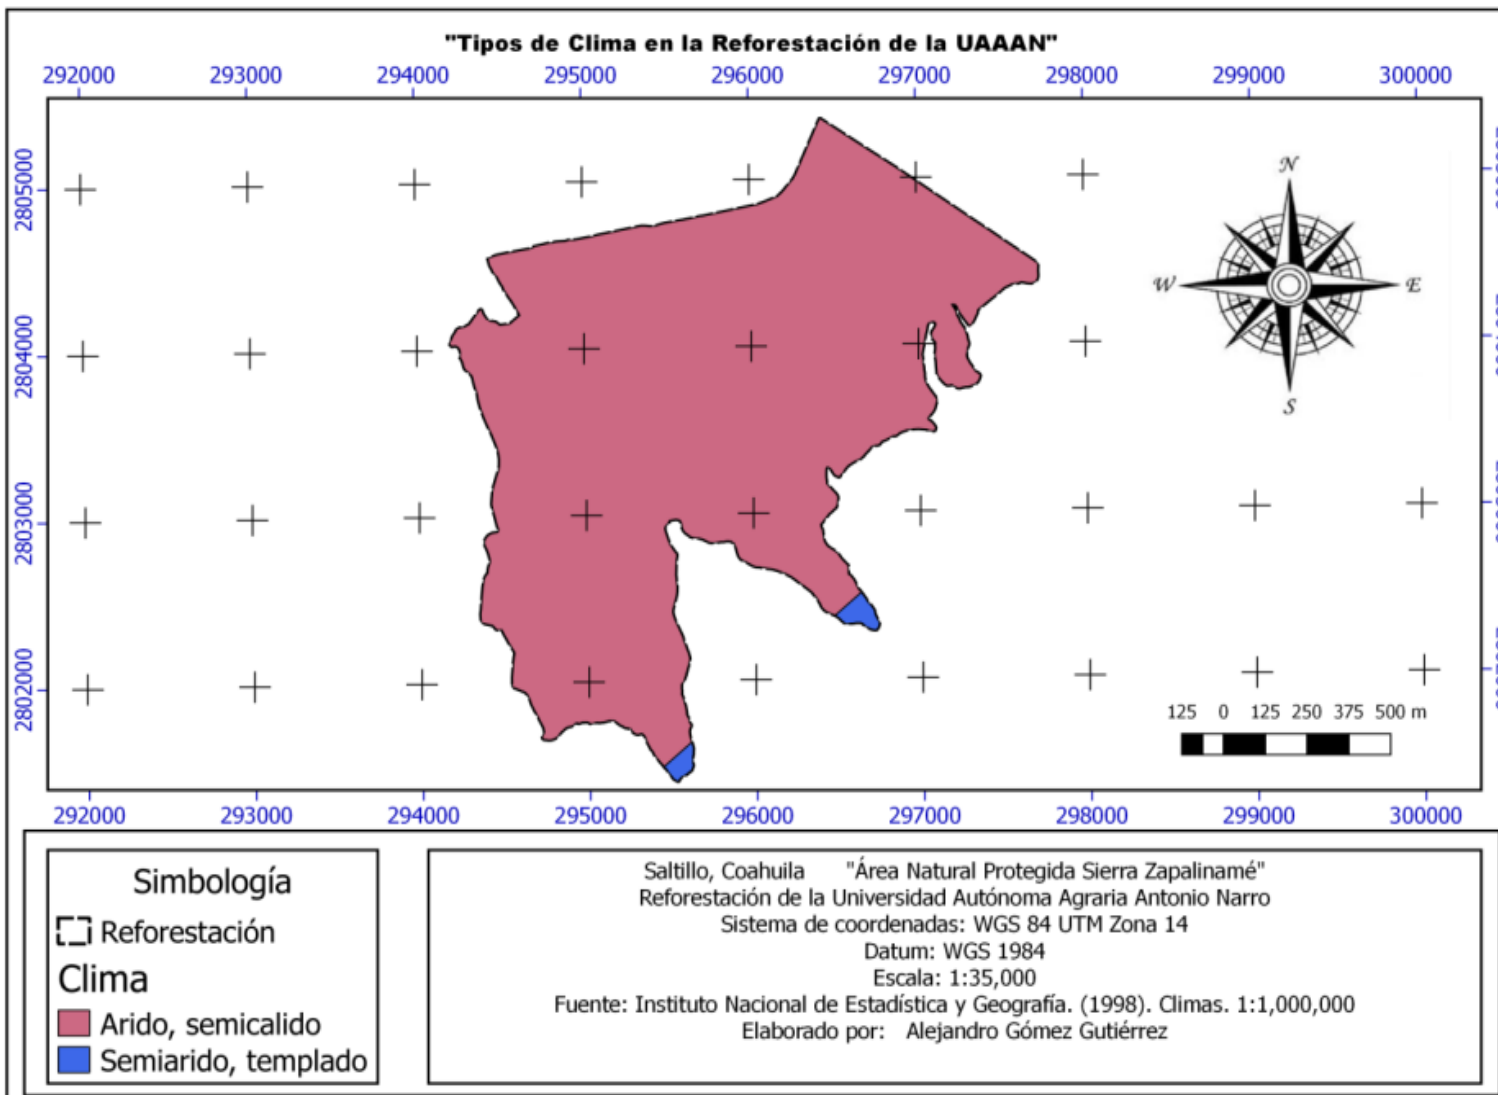 "Tipos de Clima en la Reforestación de la UAAAN"
292000 293000 294000 295000 296000 297000 298000 299000 300000
2805000
2804000
2803000
2802000
N
W E
S
125 0 125 250 375 500 m
292000 293000 294000 295000 296000 297000 298000 299000 300000
Simbología
Reforestación
Clima
Arido, semicalido
Semiarido, templado
Saltillo, Coahuila "Área Natural Protegida Sierra Zapalinamé"
Reforestación de la Universidad Autónoma Agraria Antonio Narro
Sistema de coordenadas: WGS 84 UTM Zona 14
Datum: WGS 1984
Escala: 1:35,000
Fuente: Instituto Nacional de Estadística y Geografía. (1998). Climas. 1:1,000,000
Elaborado por: Alejandro Gómez Gutiérrez